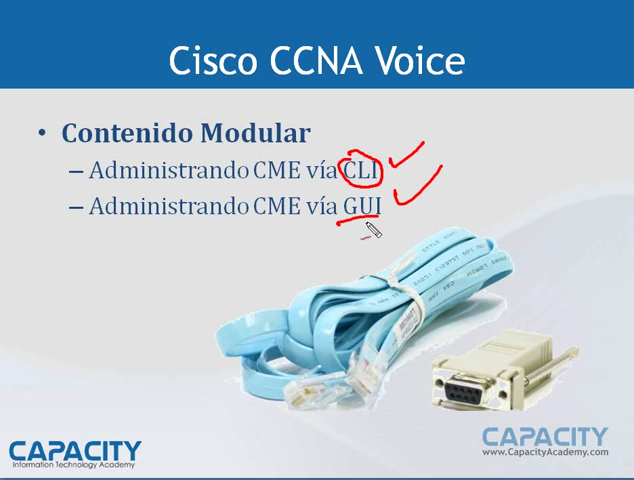 Cisco CCNA Voice
• Contenido Modular
– Administrando CME vía CLI
– Administrando CME vía GUI
CAPACITY
Information Technology Academy
CAPACITY
www.CapacityAcademy.com